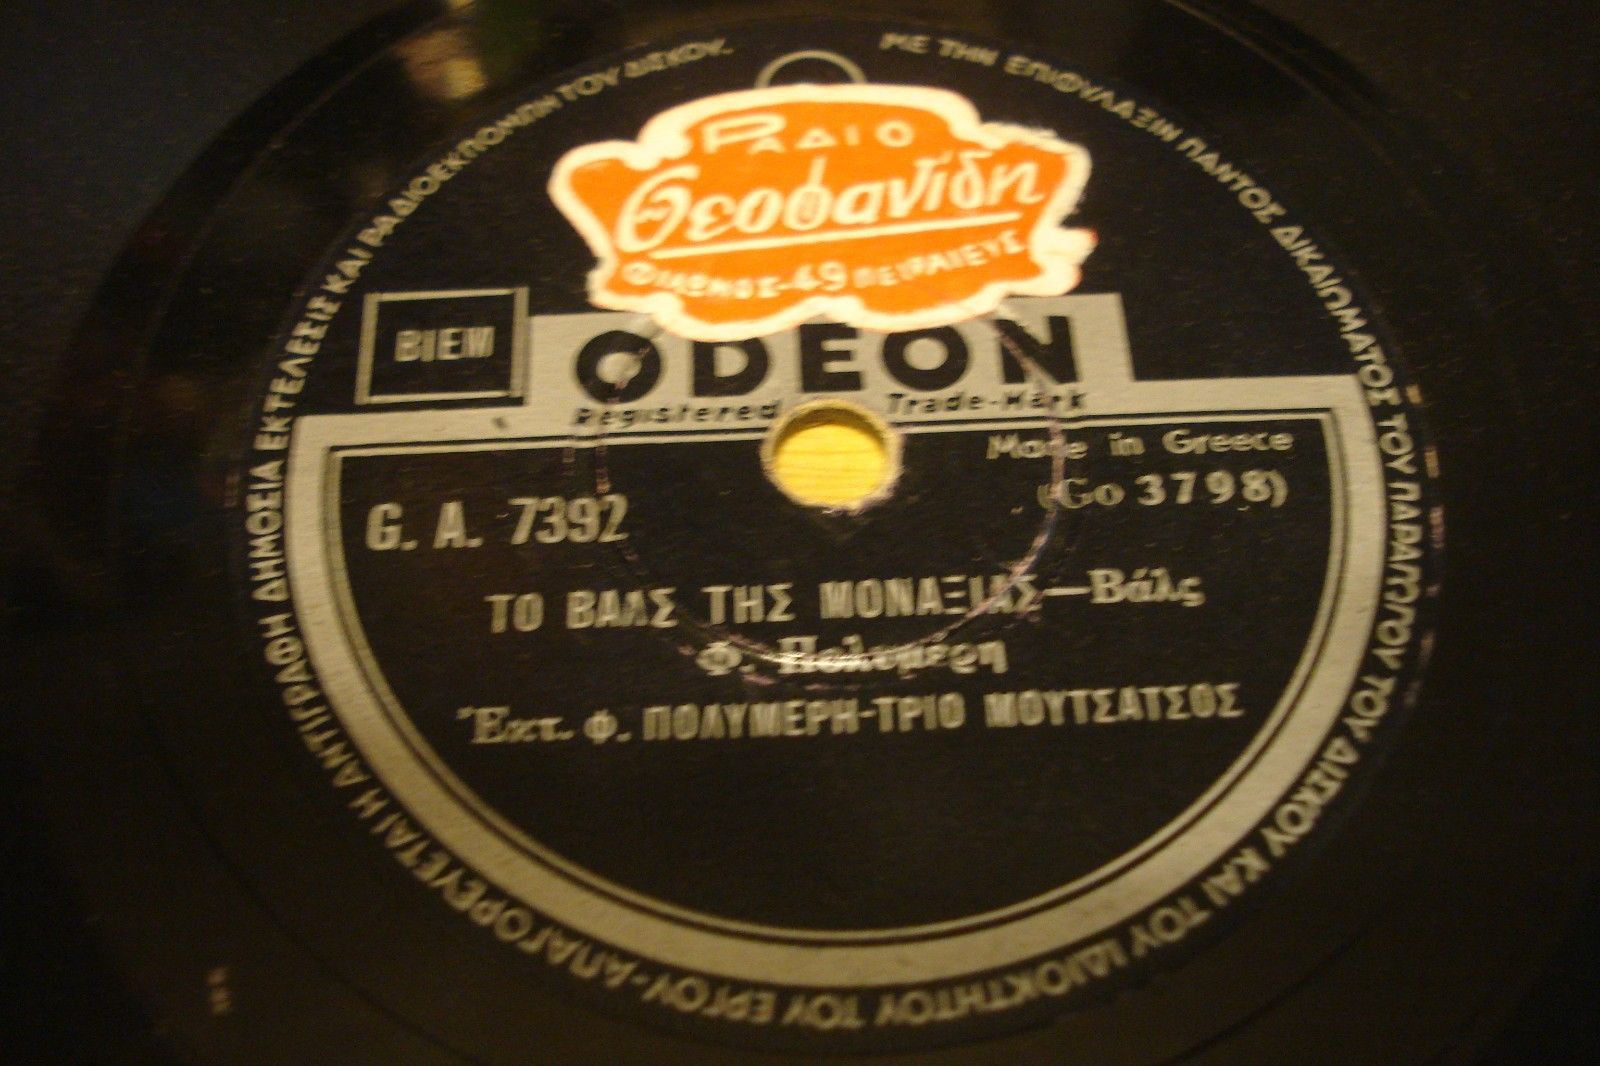 ΜΕ ΤΗΝ ΕΠΙΦΥΛΑΞΙΝ ΠΑΝΤΟΣ ΔΙΚΑΙΩΜΑΤΟΣ ΤΟΥ ΠΑΡΑΓΩΓΟΥ ΤΟΥ ΔΙΣΚΟΥ ΚΑΙ ΤΟΥ ΙΔΙΟΚΤΗΤΟΥ ΤΟΥ ΕΡΓΟΥ-ΑΠΑΓΟΡΕΥΕΤΑΙ Η ΑΝΤΙΓΡΑΦΗ ΔΗΜΟΣΙΑ ΕΚΤΕΛΕΣΙΣ ΚΑΙ ΡΑΔΙΟΕΚΠΟΜΠΗ ΤΟΥ ΔΙΣΚΟΥ.
ΡΑΔΙΟ
Θεοφανίδη
-49 ΠΕΙΡΑΙΕΥΣ
BIEM
ODEON
Registered Trade-Mark
Made in Greece
G. A. 7392
(Go 3798)
ΤΟ ΒΑΛΣ ΤΗΣ ΜΟΝΑΞΙΑΣ—Βάλς
Φ. Πολυμερη
Ἐκτ. Φ. ΠΟΛΥΜΕΡΗ-ΤΡΙΟ ΜΟΥΤΣΑΤΣΟΣ